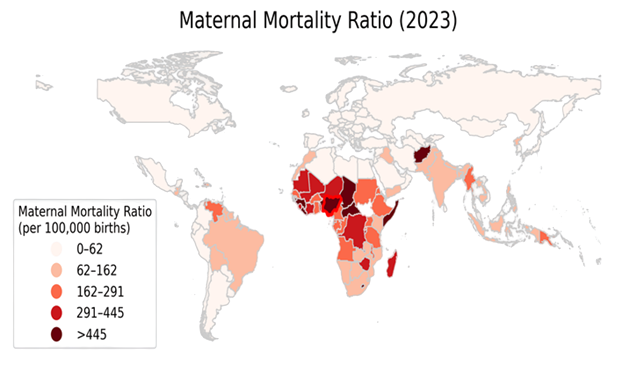 Maternal Mortality Ratio (2023)
Maternal Mortality Ratio
(per 100,000 births)
0–62
62–162
162–291
291–445
>445